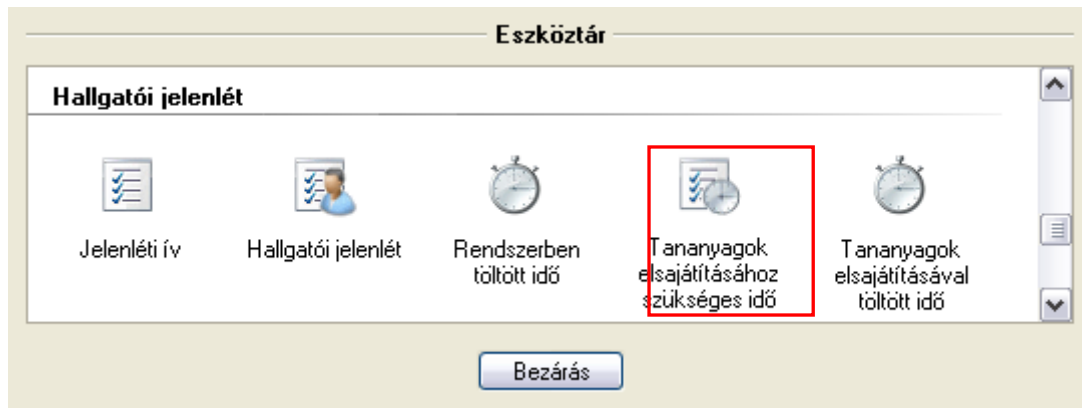 Eszköztár
Hallgatói jelenlét
Jelenléti ív
Hallgatói jelenlét
Rendszerben
töltött idő
Tananyagok
elsajátításához
szükséges idő
Tananyagok
elsajátításával
töltött idő
Bezárás